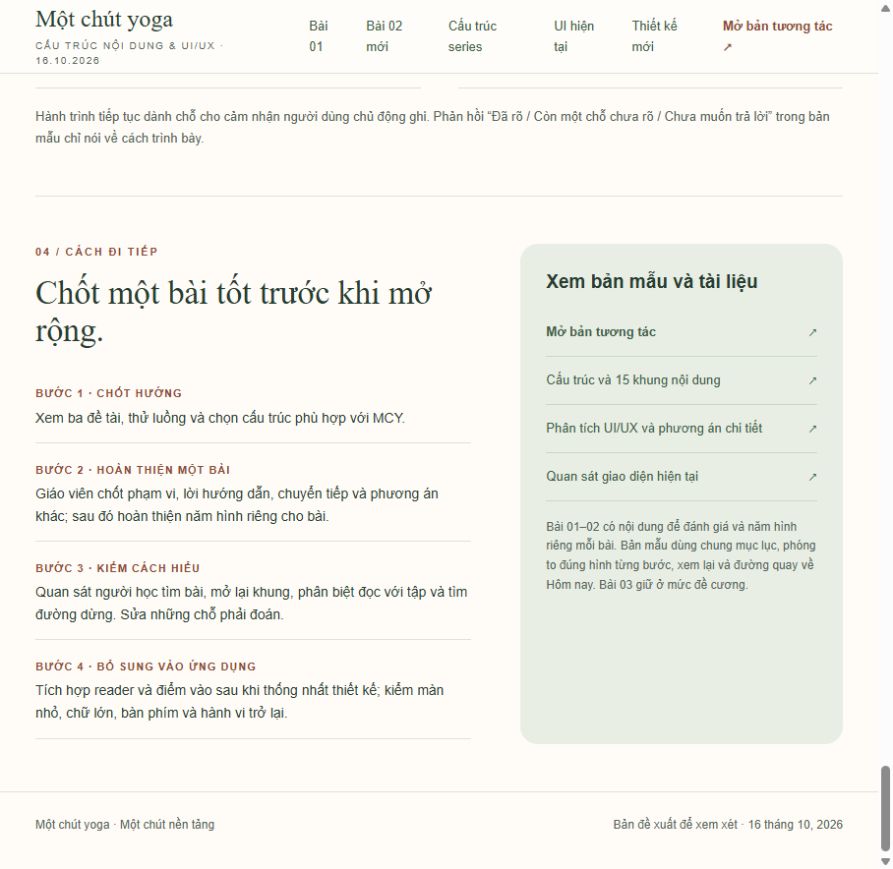 Một chút yoga
CẤU TRÚC NỘI DUNG & UI/UX ·
16.10.2026
Bài
01
Bài 02
mới
Cấu trúc
series
UI hiện
tại
Thiết kế
mới
Mở bản tương tác
↗
Hành trình tiếp tục dành chỗ cho cảm nhận người dùng chủ động ghi. Phản hồi “Đã rõ / Còn một chỗ chưa rõ / Chưa muốn trả lời” trong bản
mẫu chỉ nói về cách trình bày.
04 / CÁCH ĐI TIẾP
Chốt một bài tốt trước khi mở
rộng.
BƯỚC 1 · CHỐT HƯỚNG
Xem ba đề tài, thử luồng và chọn cấu trúc phù hợp với MCY.
BƯỚC 2 · HOÀN THIỆN MỘT BÀI
Giáo viên chốt phạm vi, lời hướng dẫn, chuyển tiếp và phương án
khác; sau đó hoàn thiện năm hình riêng cho bài.
BƯỚC 3 · KIỂM CÁCH HIỂU
Quan sát người học tìm bài, mở lại khung, phân biệt đọc với tập và tìm
đường dừng. Sửa những chỗ phải đoán.
BƯỚC 4 · BỔ SUNG VÀO ỨNG DỤNG
Tích hợp reader và điểm vào sau khi thống nhất thiết kế; kiểm màn
nhỏ, chữ lớn, bàn phím và hành vi trở lại.
Xem bản mẫu và tài liệu
Mở bản tương tác ↗
Cấu trúc và 15 khung nội dung ↗
Phân tích UI/UX và phương án chi tiết ↗
Quan sát giao diện hiện tại ↗
Bài 01–02 có nội dung để đánh giá và năm hình
riêng mỗi bài. Bản mẫu dùng chung mục lục, phóng
to đúng hình từng bước, xem lại và đường quay về
Hôm nay. Bài 03 giữ ở mức đề cương.
Một chút yoga · Một chút nền tảng
Bản đề xuất để xem xét · 16 tháng 10, 2026